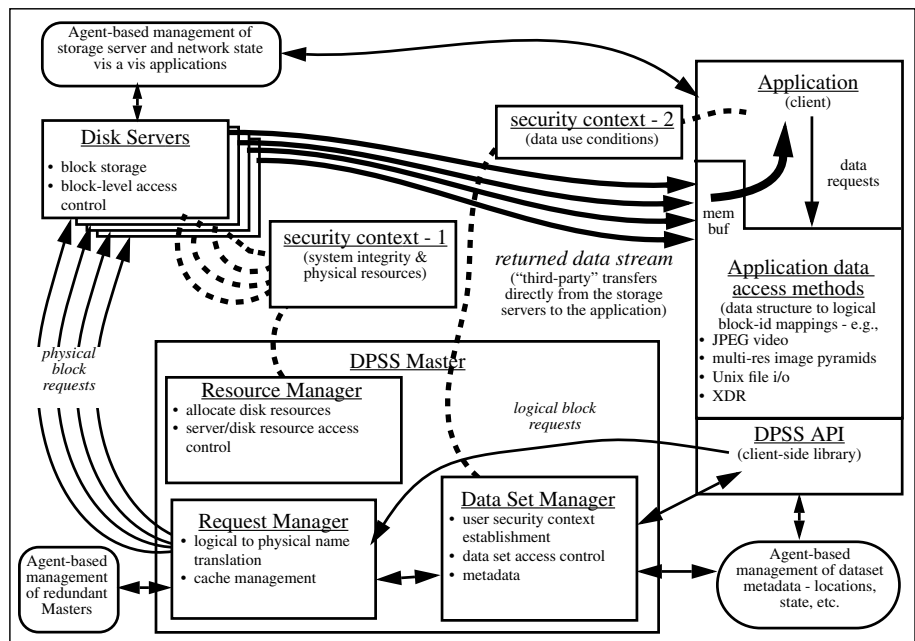 Agent-based management of
storage server and network state
vis a vis applications
Disk Servers
• block storage
• block-level access
control
security context - 2
(data use conditions)
Application
(client)
data
requests
mem
buf
security context - 1
(system integrity &
physical resources)
returned data stream
(“third-party” transfers
directly from the storage
servers to the application)
Application data
access methods
(data structure to logical
block-id mappings - e.g.,
• JPEG video
• multi-res image pyramids
• Unix file i/o
• XDR
physical
block
requests
DPSS Master
Resource Manager
• allocate disk resources
• server/disk resource access
control
logical block
requests
DPSS API
(client-side library)
Request Manager
• logical to physical name
translation
• cache management
Data Set Manager
• user security context
establishment
• data set access control
• metadata
Agent-based
management
of redundant
Masters
Agent-based
management of dataset
metadata - locations,
state, etc.